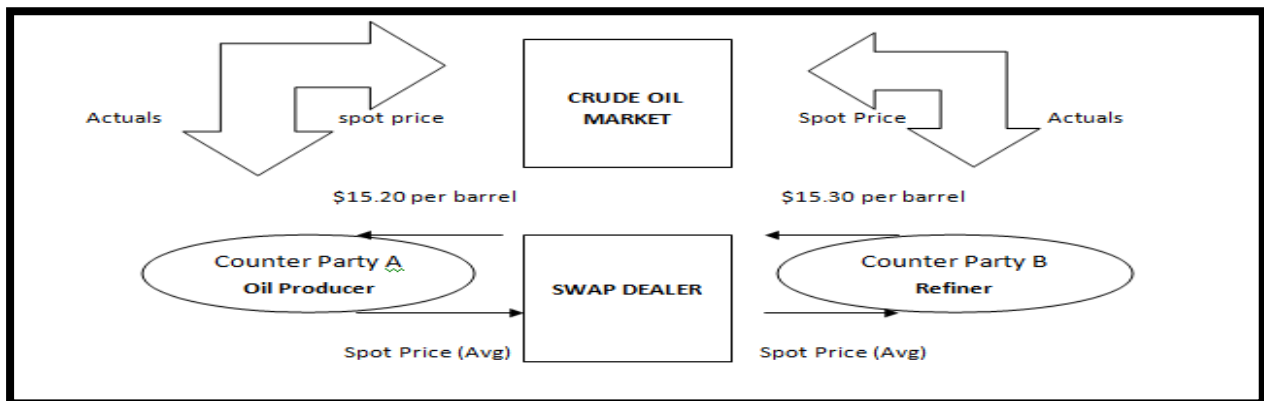 CRUDE OIL
MARKET
Actuals
spot price
Spot Price
Actuals
$15.20 per barrel
$15.30 per barrel
Counter Party A
Oil Producer
SWAP DEALER
Counter Party B
Refiner
Spot Price (Avg)
Spot Price (Avg)